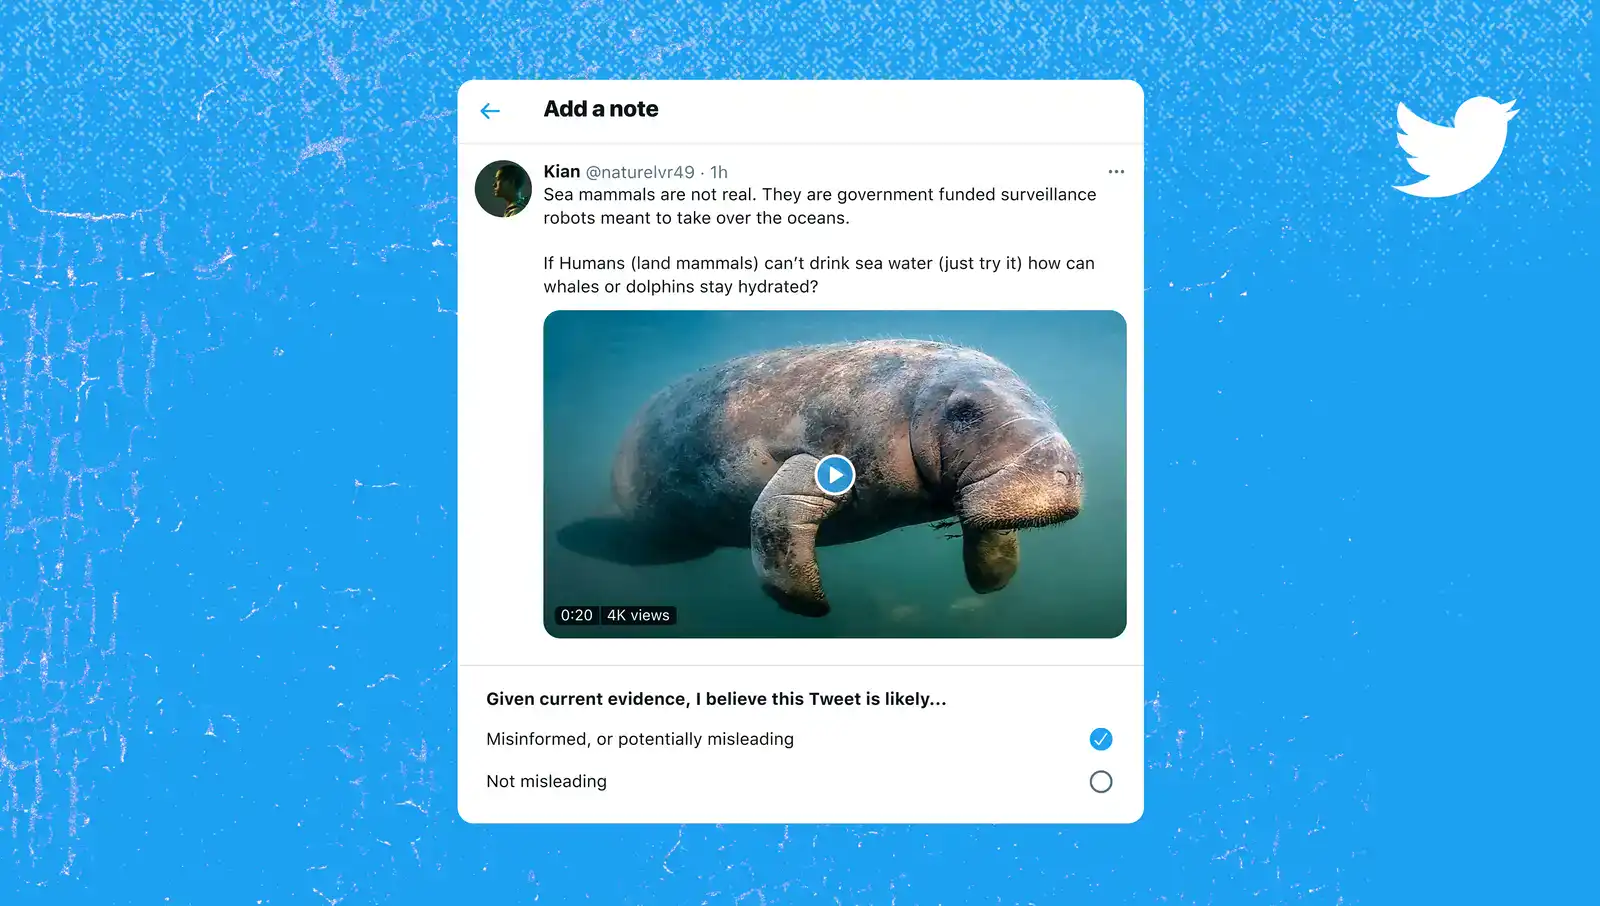 Add a note
Kian @naturelvr49 · 1h
Sea mammals are not real. They are government funded surveillance
robots meant to take over the oceans.
If Humans (land mammals) can’t drink sea water (just try it) how can
whales or dolphins stay hydrated?
0:20 4K views
Given current evidence, I believe this Tweet is likely...
Misinformed, or potentially misleading
Not misleading